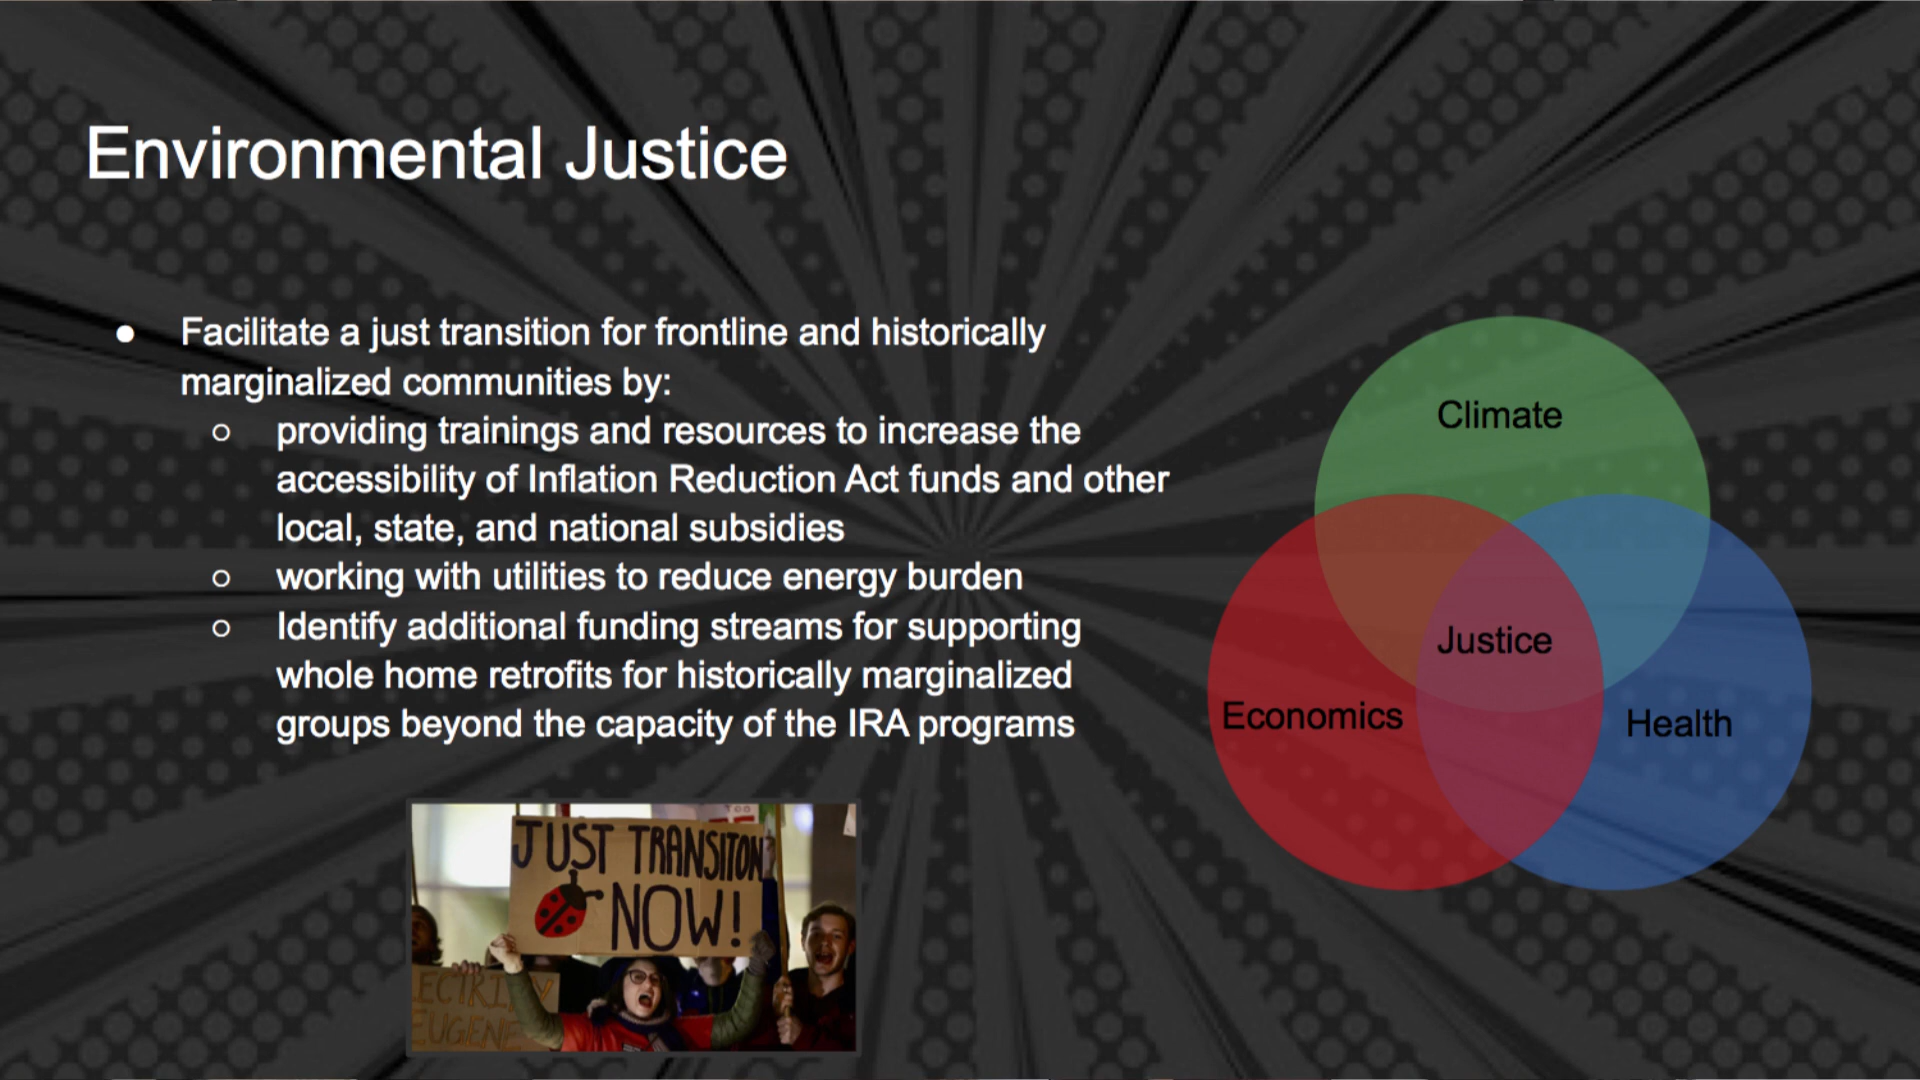 Environmental Justice
● Facilitate a just transition for frontline and historically
marginalized communities by:
○ providing trainings and resources to increase the
accessibility of Inflation Reduction Act funds and other
local, state, and national subsidies
○ working with utilities to reduce energy burden
○ Identify additional funding streams for supporting
whole home retrofits for historically marginalized
groups beyond the capacity of the IRA programs
Climate
Justice
Economics
Health
JUST TRANSITON
NOW!
ECTRIFY
EUGENE